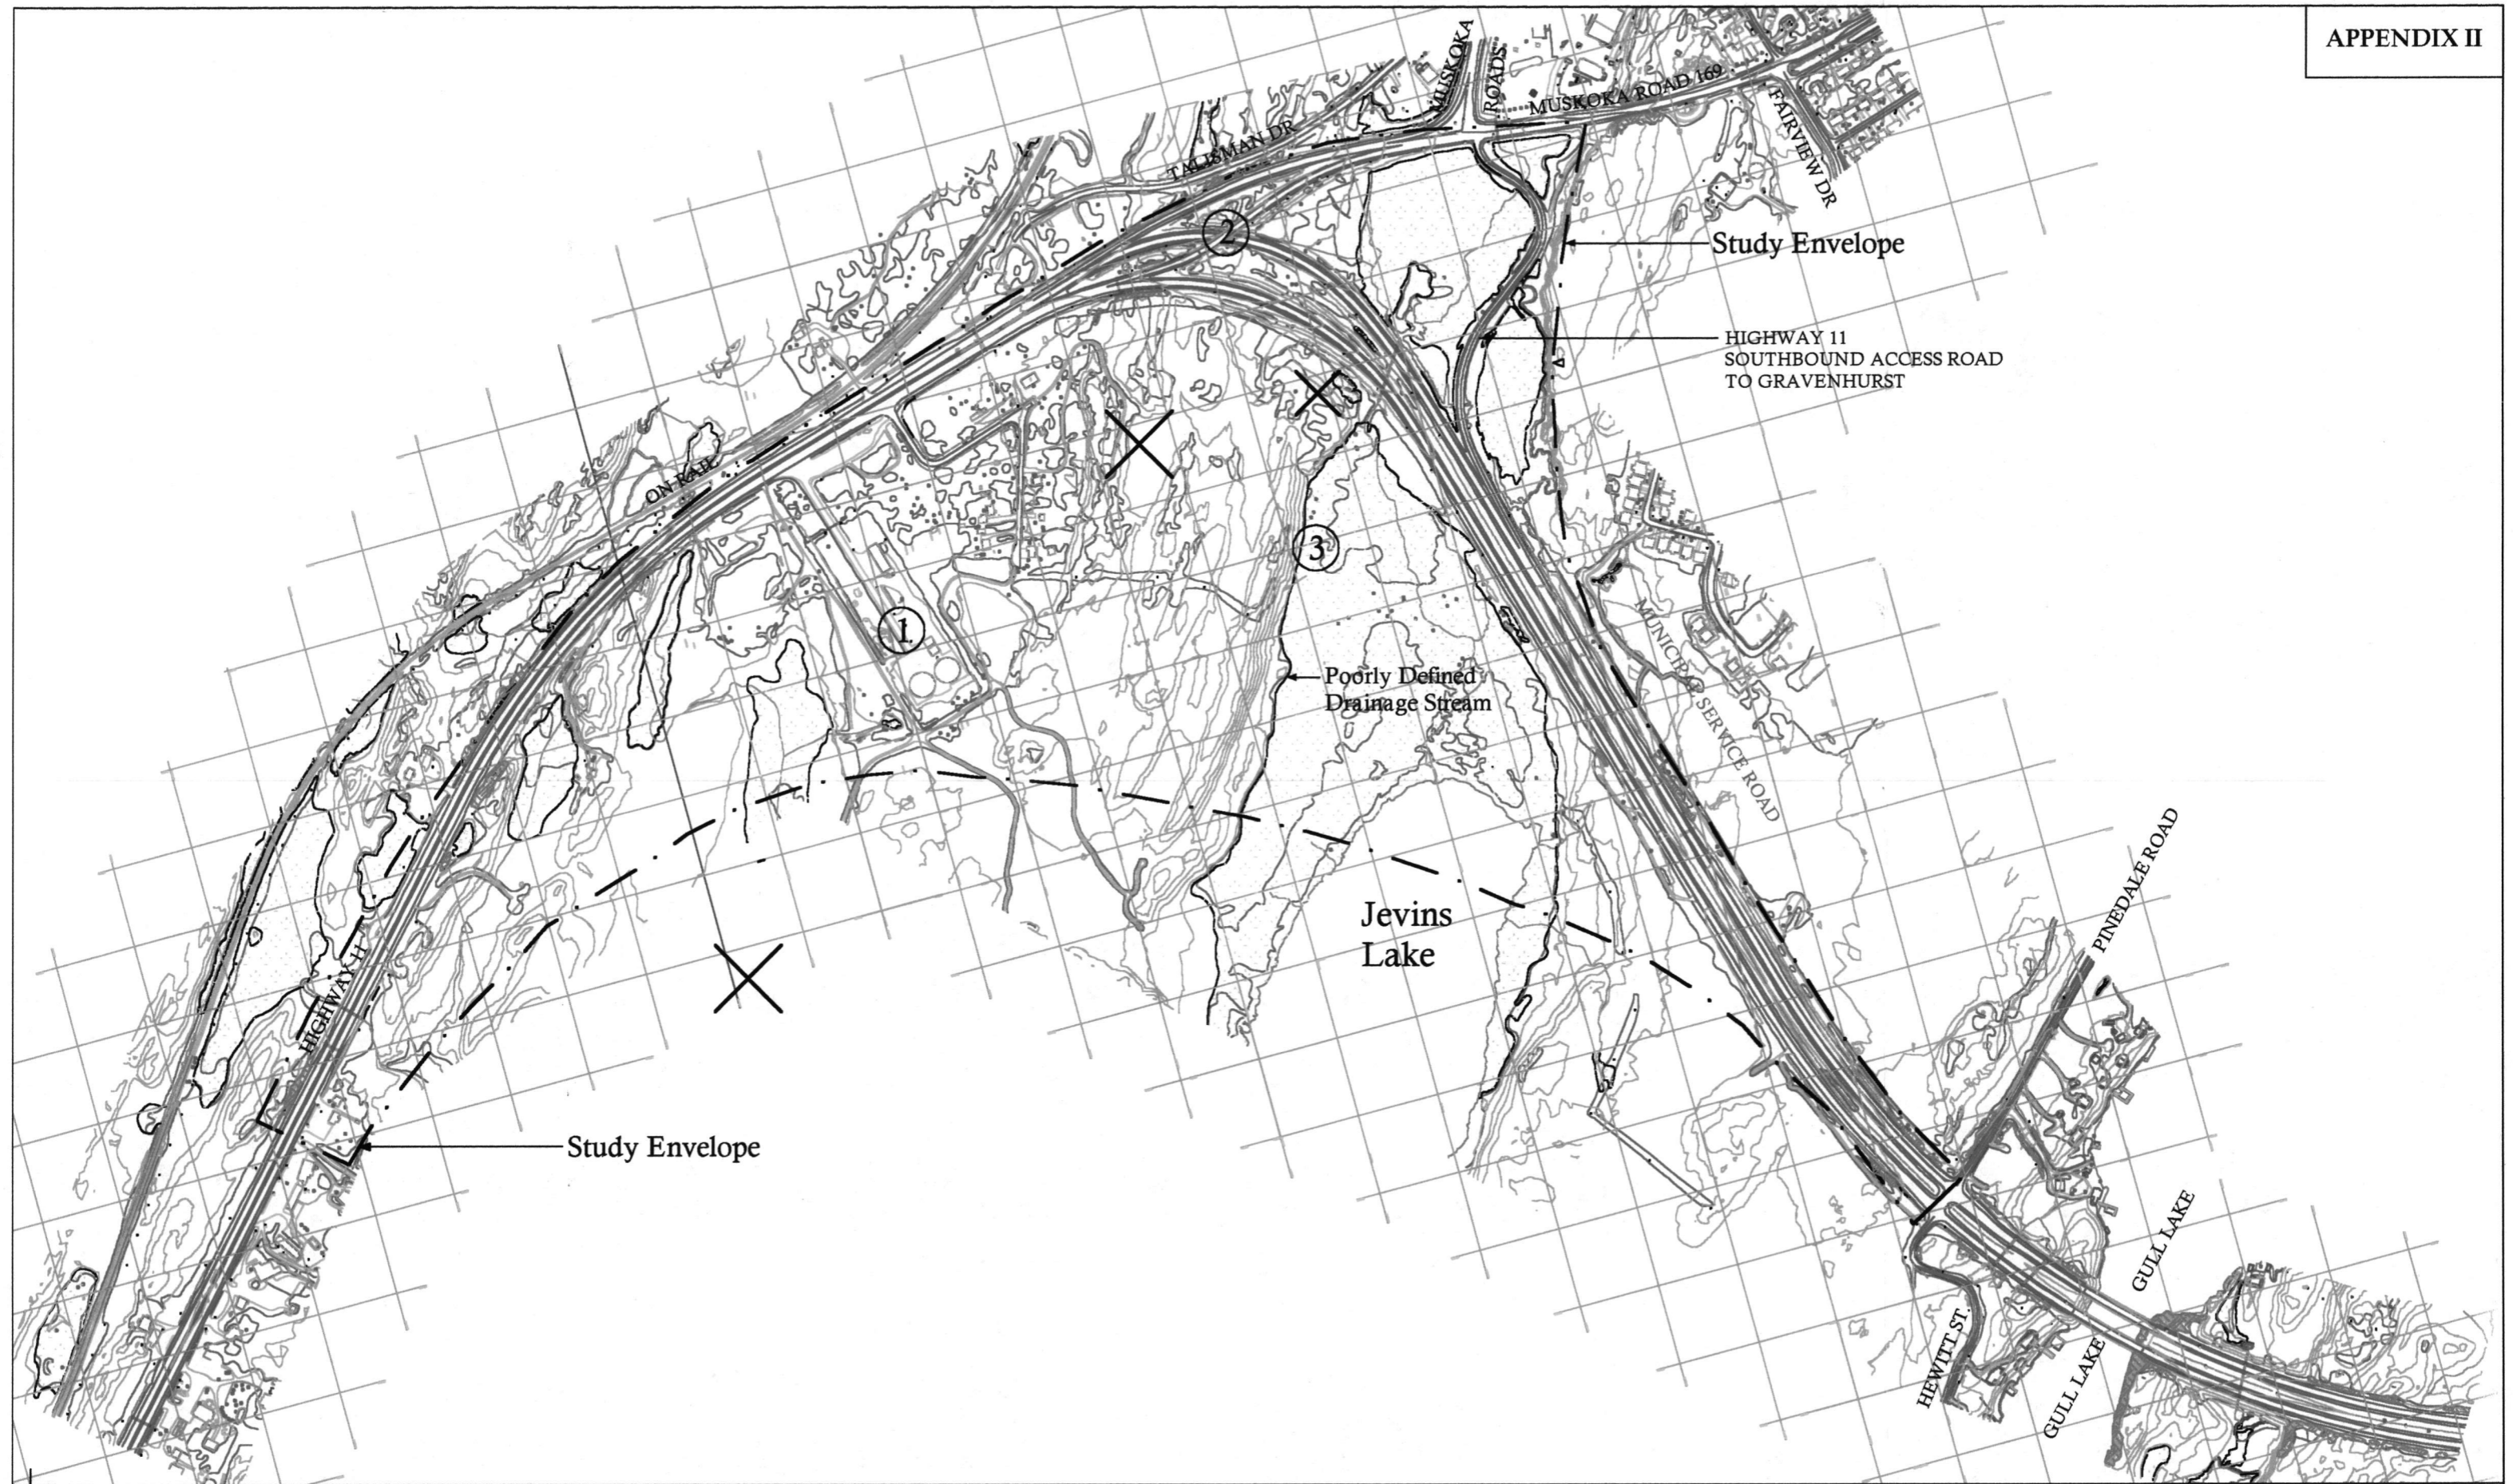 APPENDIX II
MUSKOKA
ROADS
MUSKOKA ROAD 169
FAIRVIEW DR
TALISMAN DR
2
Study Envelope
HIGHWAY 11
SOUTHBOUND ACCESS ROAD
TO GRAVENHURST
ON RAIL
3
1
MUNICIPAL SERVICE ROAD
Poorly Defined
Drainage Stream
PINEDALE ROAD
Jevins
Lake
HIGHWAY 11
Study Envelope
GULL LAKE
HEWITT ST.
GULL LAKE